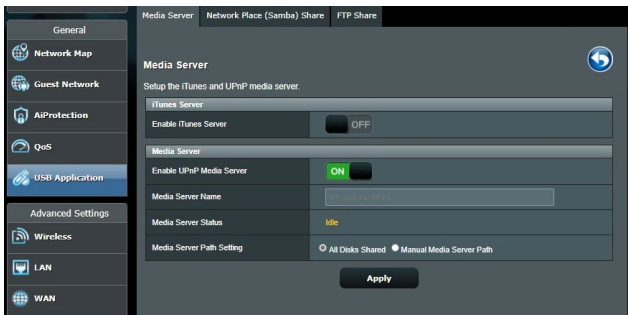 General
Network Map
Guest Network
AiProtection
QoS
USB Application
Advanced Settings
Wireless
LAN
WAN
Media Server Network Place (Samba) Share FTP Share
Media Server
Setup the iTunes and UPnP media server.
iTunes Server
Enable iTunes Server OFF
Media Server
Enable UPnP Media Server ON
Media Server Name
Media Server Status Idle
Media Server Path Setting All Disks Shared Manual Media Server Path
Apply